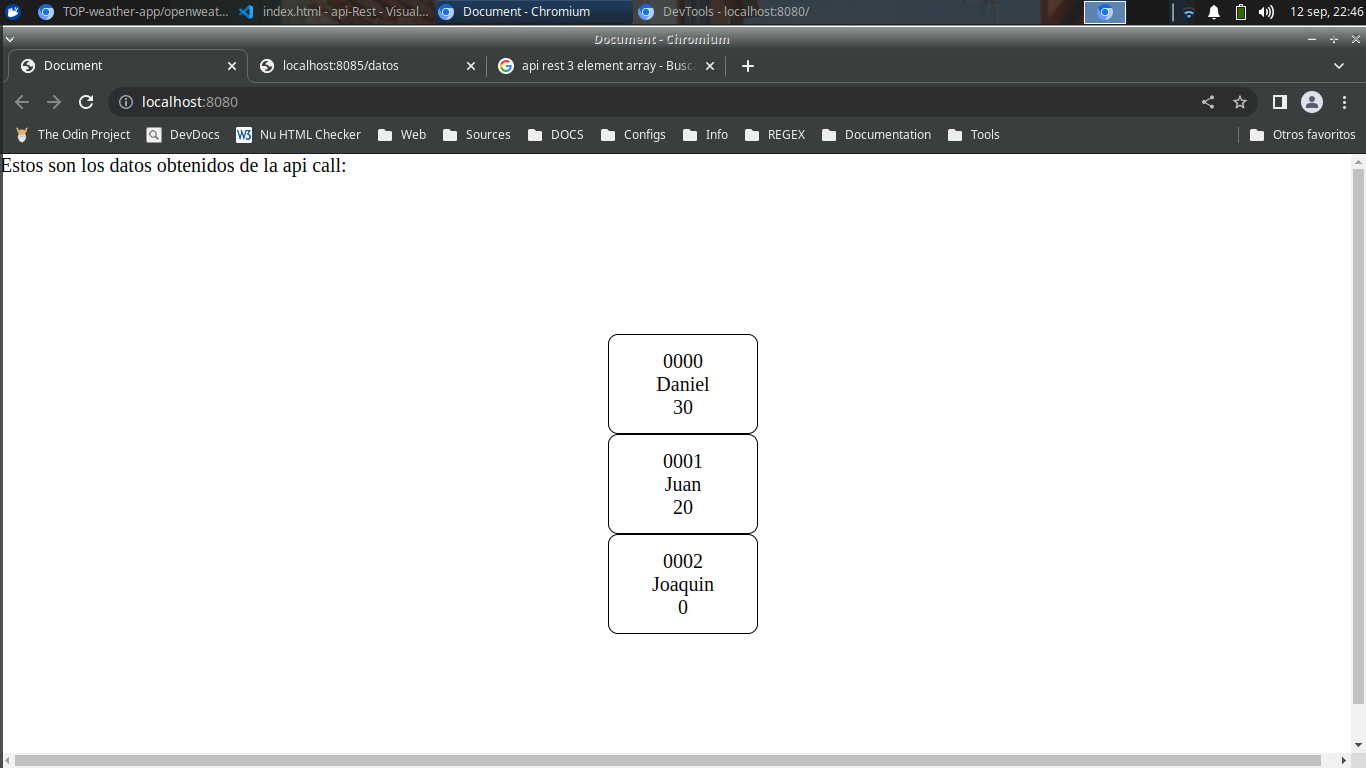 TOP-weather-app/openweat...
index.html - api-Rest - Visual...
Document - Chromium
DevTools - localhost:8080/
12 sep, 22:46
Document - Chromium
Document
localhost:8085/datos
api rest 3 element array - Busc
localhost:8080
The Odin Project
DevDocs
W3
Nu HTML Checker
Web
Sources
DOCS
Configs
Info
REGEX
Documentation
Tools
Otros favoritos
Estos son los datos obtenidos de la api call:
0000
Daniel
30
0001
Juan
20
0002
Joaquin
0